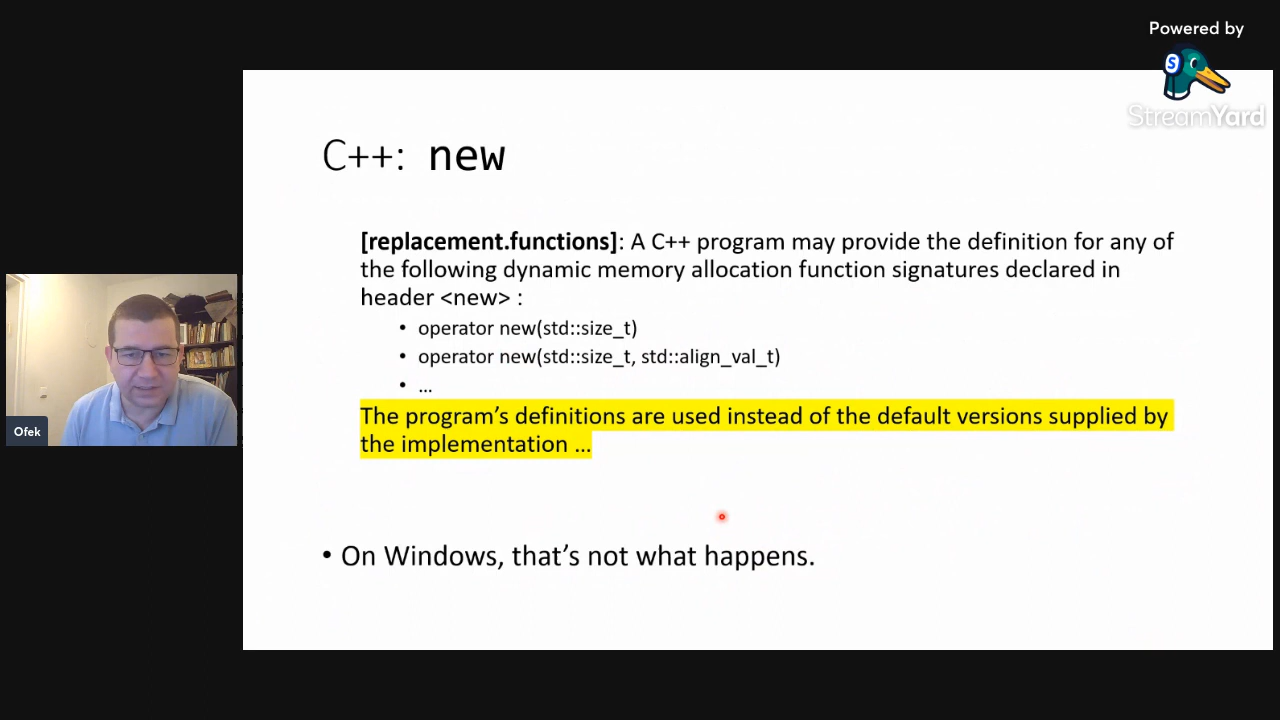 Powered by
StreamYard
C++: new
[replacement.functions]: A C++ program may provide the definition for any of
the following dynamic memory allocation function signatures declared in
header <new> :
• operator new(std::size_t)
• operator new(std::size_t, std::align_val_t)
• …
The program’s definitions are used instead of the default versions supplied by
the implementation …
Ofek
• On Windows, that’s not what happens.